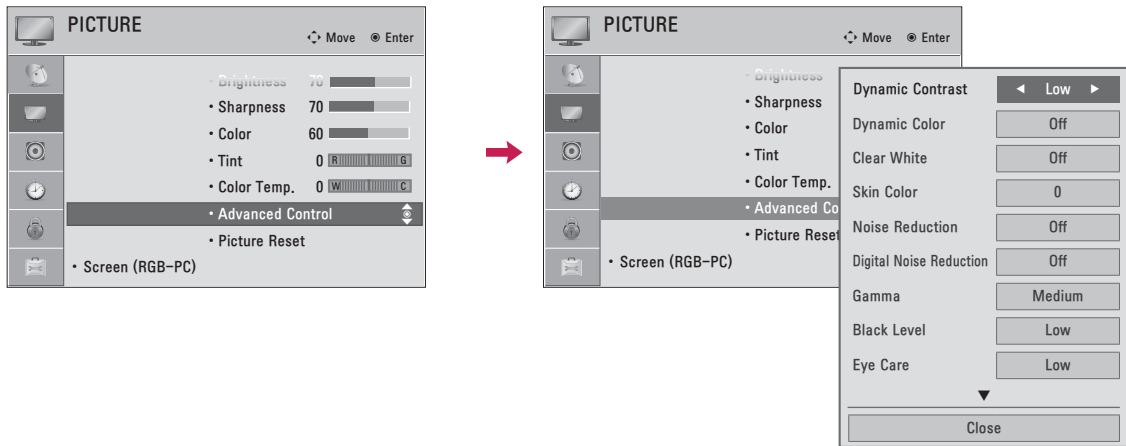 PICTURE
Move Enter
• Brightness 70
• Sharpness 70
• Color 60
• Tint 0 R G
• Color Temp. 0 W C
• Advanced Control
• Picture Reset
• Screen (RGB-PC)
PICTURE
Move Enter
• Brightness
• Sharpness
• Color
• Tint
• Color Temp.
• Advanced Co
• Picture Reset
• Screen (RGB-PC)
Dynamic Contrast ◄ Low ►
Dynamic Color Off
Clear White Off
Skin Color 0
Noise Reduction Off
Digital Noise Reduction Off
Gamma Medium
Black Level Low
Eye Care Low
▼
Close